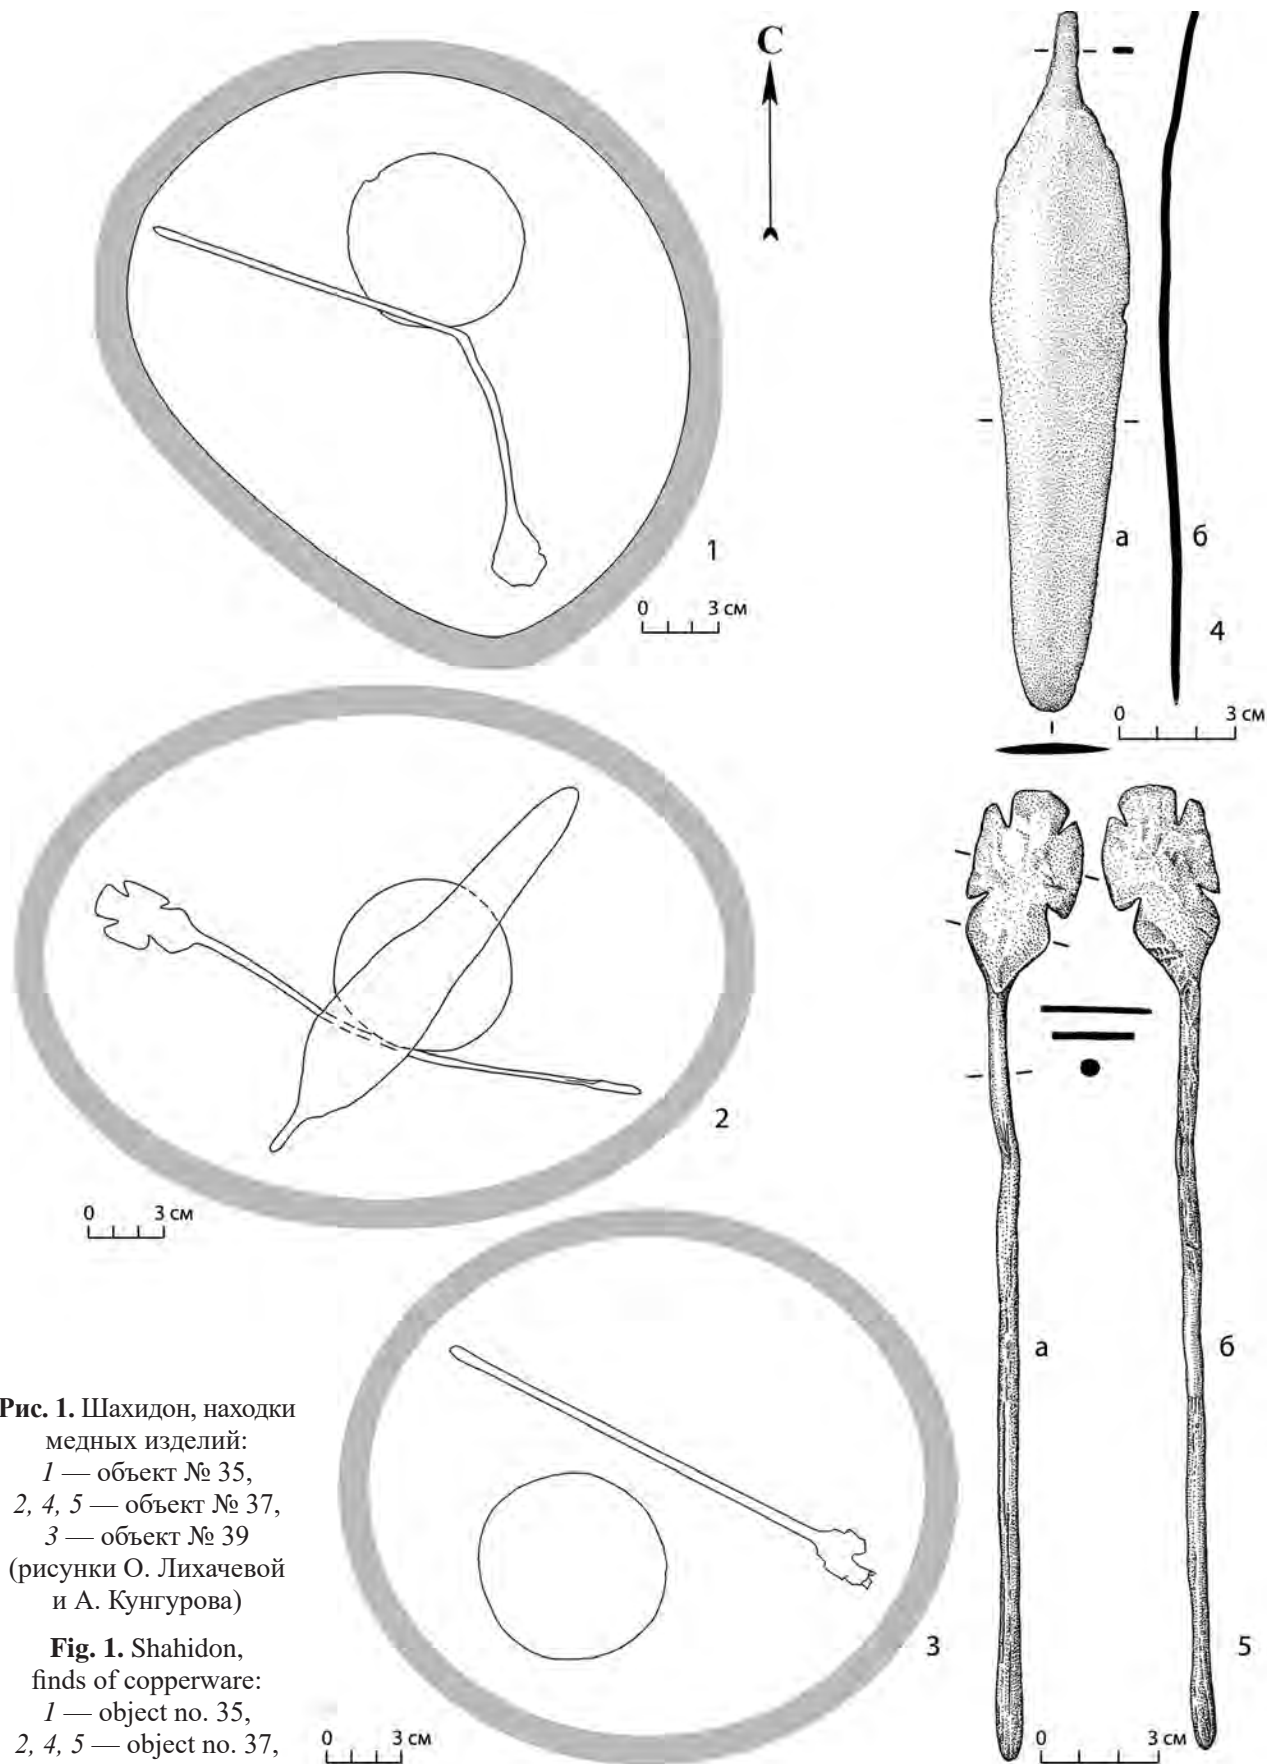 С
1
0 3 см
а
б
4
0 3 см
2
0 3 см
а
б
3
5
0 3 см
0 3 см
Рис. 1. Шахидон, находки
медных изделий:
1 — объект № 35,
2, 4, 5 — объект № 37,
3 — объект № 39
(рисунки О. Лихачевой
и А. Кунгурова)
Fig. 1. Shahidon,
finds of copperware:
1 — object no. 35,
2, 4, 5 — object no. 37,